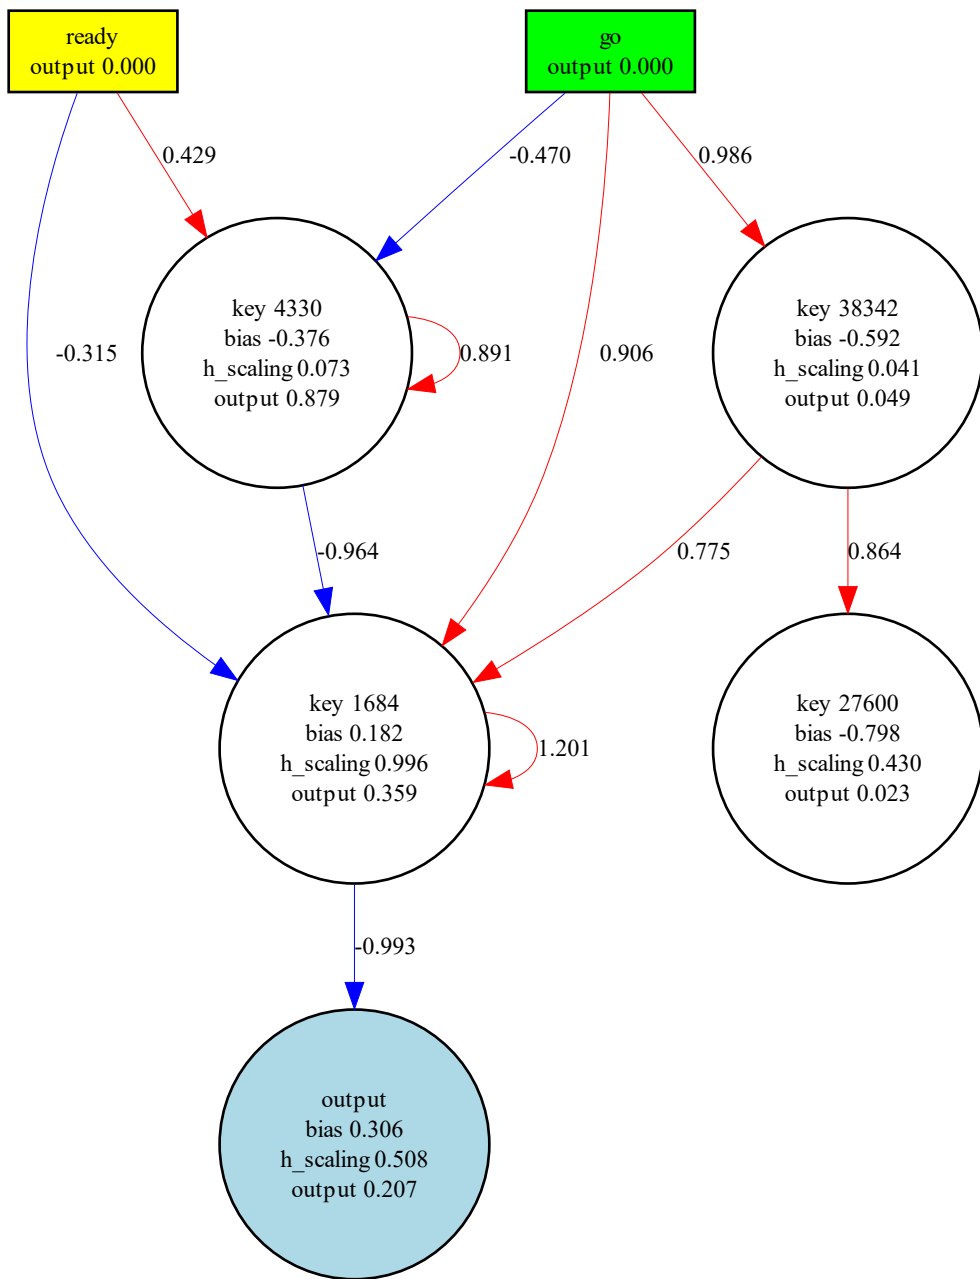 ready
output 0.000
go
output 0.000
0.429
-0.470
0.986
key 4330
bias -0.376
h_scaling 0.073
output 0.879
key 38342
bias -0.592
h_scaling 0.041
output 0.049
-0.315
0.891
0.906
-0.964
0.775
0.864
key 1684
bias 0.182
h_scaling 0.996
output 0.359
1.201
key 27600
bias -0.798
h_scaling 0.430
output 0.023
-0.993
output
bias 0.306
h_scaling 0.508
output 0.207